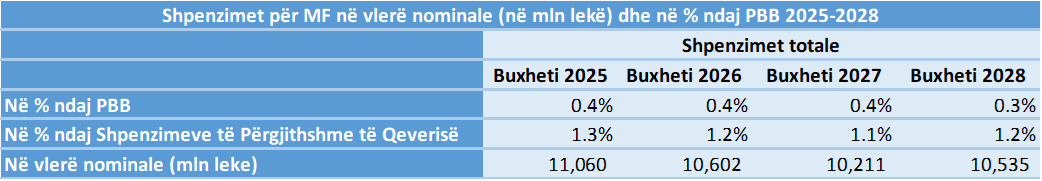 Shpenzimet për MF në vlerë nominale (në mln lekë) dhe në % ndaj PBB 2025-2028
Shpenzimet totale
Buxheti 2025 Buxheti 2026 Buxheti 2027 Buxheti 2028
Në % ndaj PBB 0.4% 0.4% 0.4% 0.3%
Në % ndaj Shpenzimeve të Përgjithshme të Qeverisë 1.3% 1.2% 1.1% 1.2%
Në vlerë nominale (mln leke) 11,060 10,602 10,211 10,535